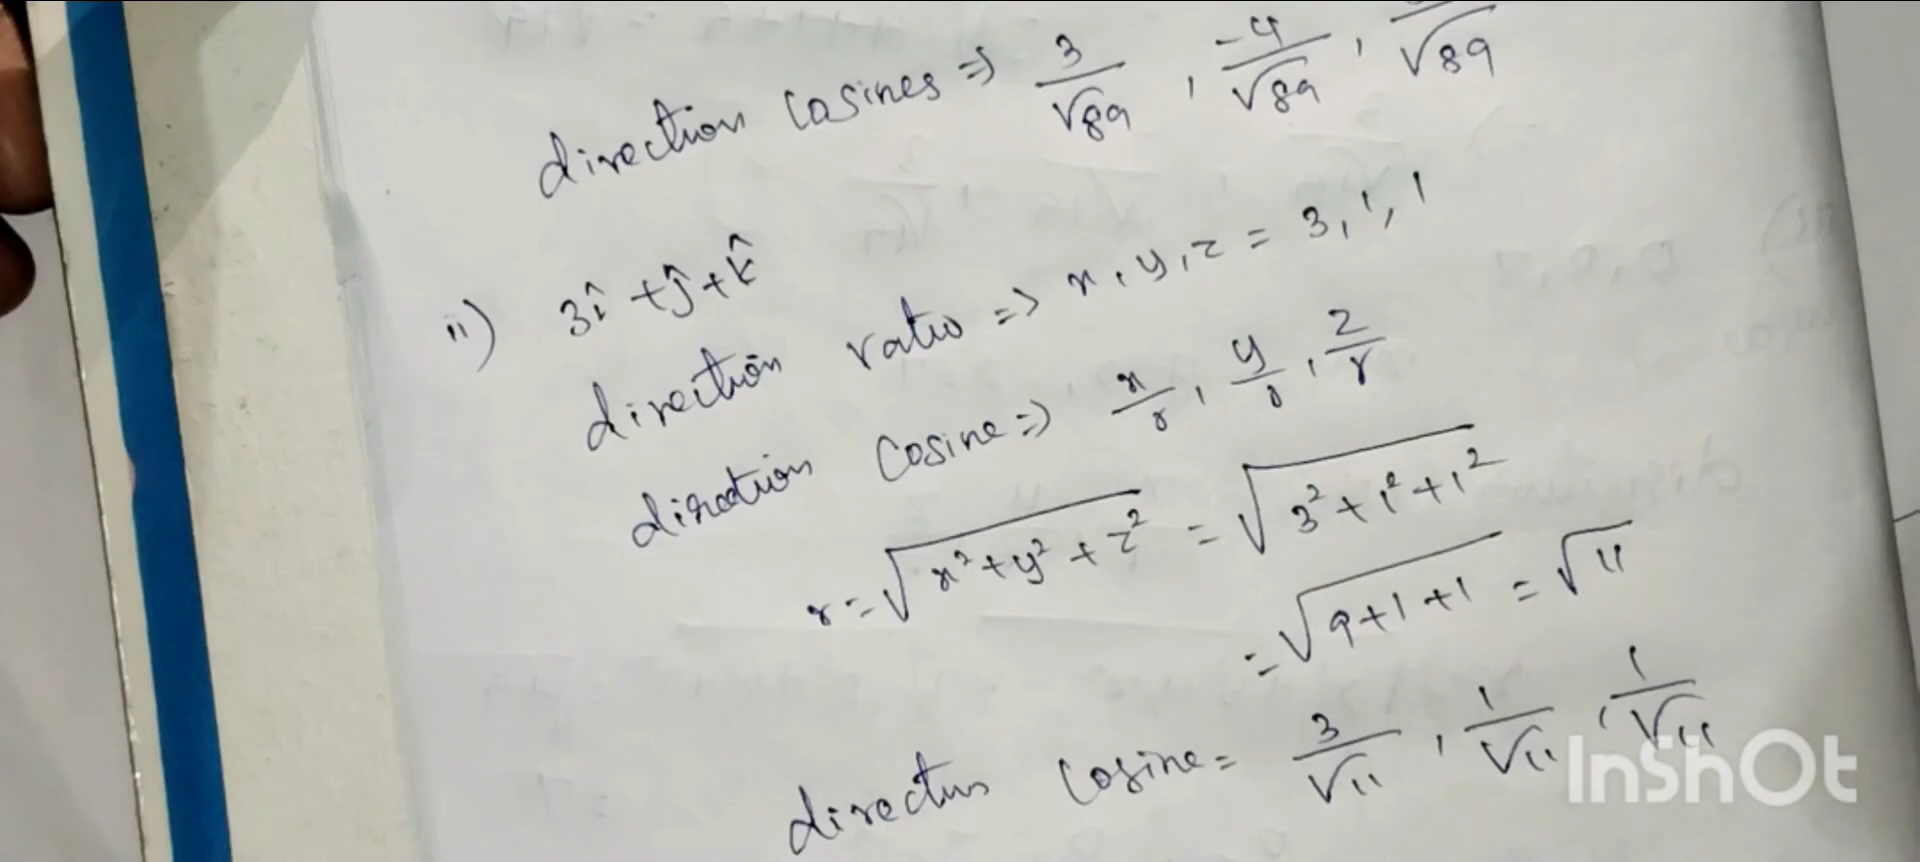 direction cosines ⇒ 3/√89 , -4/√89 , /√89
ii) 3î + ĵ + k̂
direction ratio ⇒ x, y, z = 3, 1, 1
direction cosine ⇒ x/r , y/r , z/r
r = √(x² + y² + z²) = √(3² + 1² + 1²)
= √(9+1+1) = √11
cosine = 3/√11 , 1/√11 , 1/√11
InShOt